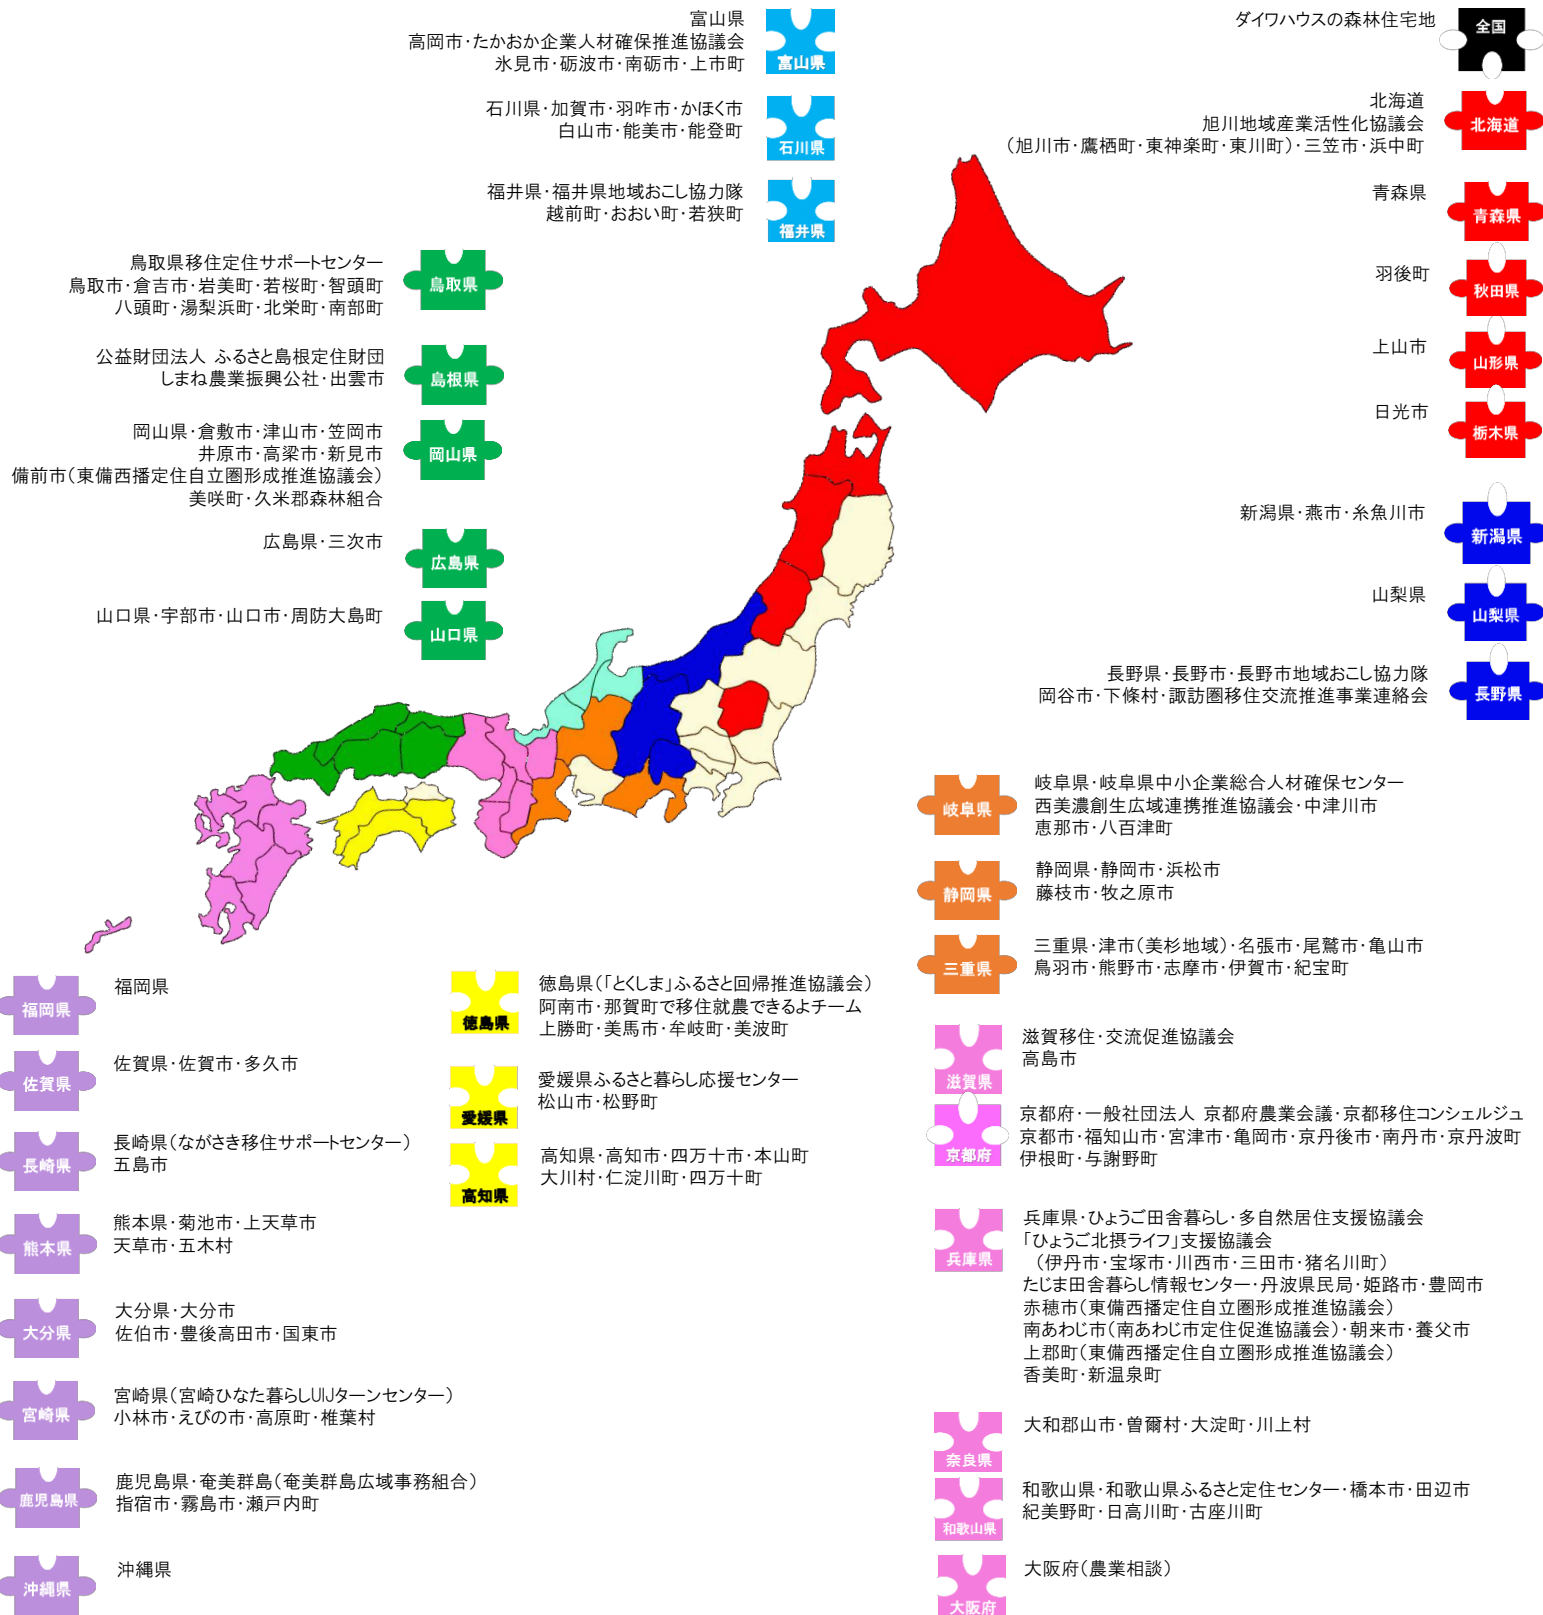 富山県
高岡市・たかおか企業人材確保推進協議会
氷見市・砺波市・南砺市・上市町
富山県
石川県・加賀市・羽咋市・かほく市
白山市・能美市・能登町
石川県
福井県・福井県地域おこし協力隊
越前町・おおい町・若狭町
福井県
鳥取県移住定住サポートセンター
鳥取市・倉吉市・岩美町・若桜町・智頭町
八頭町・湯梨浜町・北栄町・南部町
鳥取県
公益財団法人 ふるさと島根定住財団
しまね農業振興公社・出雲市
島根県
岡山県・倉敷市・津山市・笠岡市
井原市・高梁市・新見市
備前市(東備西播定住自立圏形成推進協議会)
美咲町・久米郡森林組合
岡山県
広島県・三次市
広島県
山口県・宇部市・山口市・周防大島町
山口県
ダイワハウスの森林住宅地
全国
北海道
旭川地域産業活性化協議会
(旭川市・鷹栖町・東神楽町・東川町)・三笠市・浜中町
北海道
青森県
青森県
羽後町
秋田県
上山市
山形県
日光市
栃木県
新潟県・燕市・糸魚川市
新潟県
山梨県
山梨県
長野県・長野市・長野市地域おこし協力隊
岡谷市・下條村・諏訪圏移住交流推進事業連絡会
長野県
岐阜県
岐阜県・岐阜県中小企業総合人材確保センター
西美濃創生広域連携推進協議会・中津川市
恵那市・八百津町
静岡県
静岡県・静岡市・浜松市
藤枝市・牧之原市
三重県
三重県・津市(美杉地域)・名張市・尾鷲市・亀山市
鳥羽市・熊野市・志摩市・伊賀市・紀宝町
福岡県
福岡県
佐賀県
佐賀県・佐賀市・多久市
長崎県
長崎県(ながさき移住サポートセンター)
五島市
熊本県
熊本県・菊池市・上天草市
天草市・五木村
大分県
大分県・大分市
佐伯市・豊後高田市・国東市
宮崎県
宮崎県(宮崎ひなた暮らしUIJターンセンター)
小林市・えびの市・高原町・椎葉村
鹿児島県
鹿児島県・奄美群島(奄美群島広域事務組合)
指宿市・霧島市・瀬戸内町
沖縄県
沖縄県
徳島県
徳島県(「とくしま」ふるさと回帰推進協議会)
阿南市・那賀町で移住就農できるよチーム
上勝町・美馬市・牟岐町・美波町
愛媛県
愛媛県ふるさと暮らし応援センター
松山市・松野町
高知県
高知県・高知市・四万十市・本山町
大川村・仁淀川町・四万十町
滋賀県
滋賀移住・交流促進協議会
高島市
京都府
京都府・一般社団法人 京都府農業会議・京都移住コンシェルジュ
京都市・福知山市・宮津市・亀岡市・京丹後市・南丹市・京丹波町
伊根町・与謝野町
兵庫県
兵庫県・ひょうご田舎暮らし・多自然居住支援協議会
「ひょうご北摂ライフ」支援協議会
(伊丹市・宝塚市・川西市・三田市・猪名川町)
たじま田舎暮らし情報センター・丹波県民局・姫路市・豊岡市
赤穂市(東備西播定住自立圏形成推進協議会)
南あわじ市(南あわじ市定住促進協議会)・朝来市・養父市
上郡町(東備西播定住自立圏形成推進協議会)
香美町・新温泉町
奈良県
大和郡山市・曽爾村・大淀町・川上村
和歌山県
和歌山県・和歌山県ふるさと定住センター・橋本市・田辺市
紀美野町・日高川町・古座川町
大阪府
大阪府(農業相談)